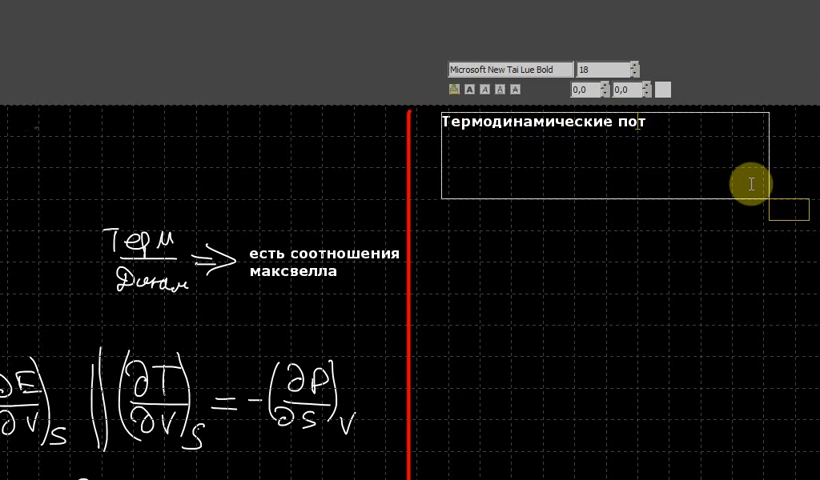 Microsoft New Tai Lue Bold 18
A A A A A 0,0 0,0
Термодинамические пот
Терм
Динам
⇒ есть соотношения
максвелла
∂E/∂V)_S || (∂T/∂V)_S = -(∂P/∂S)_V